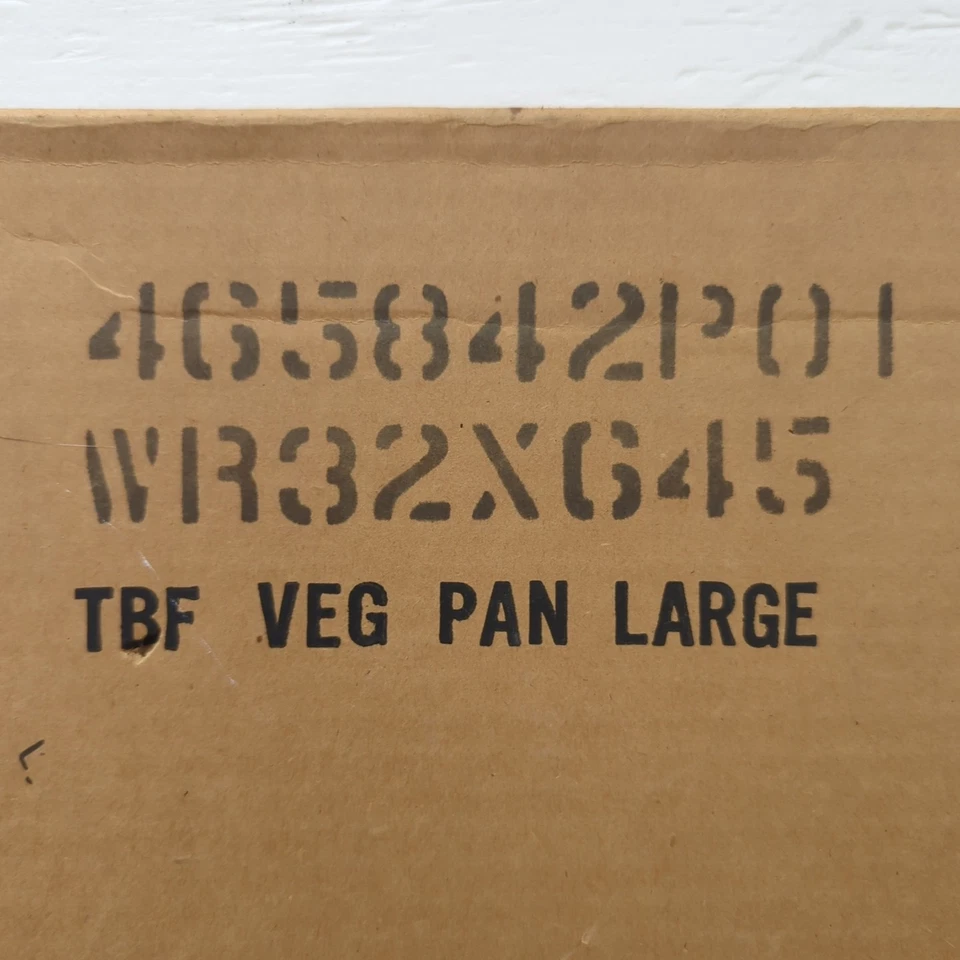 465842P01
WR32X645
TBF VEG PAN LARGE